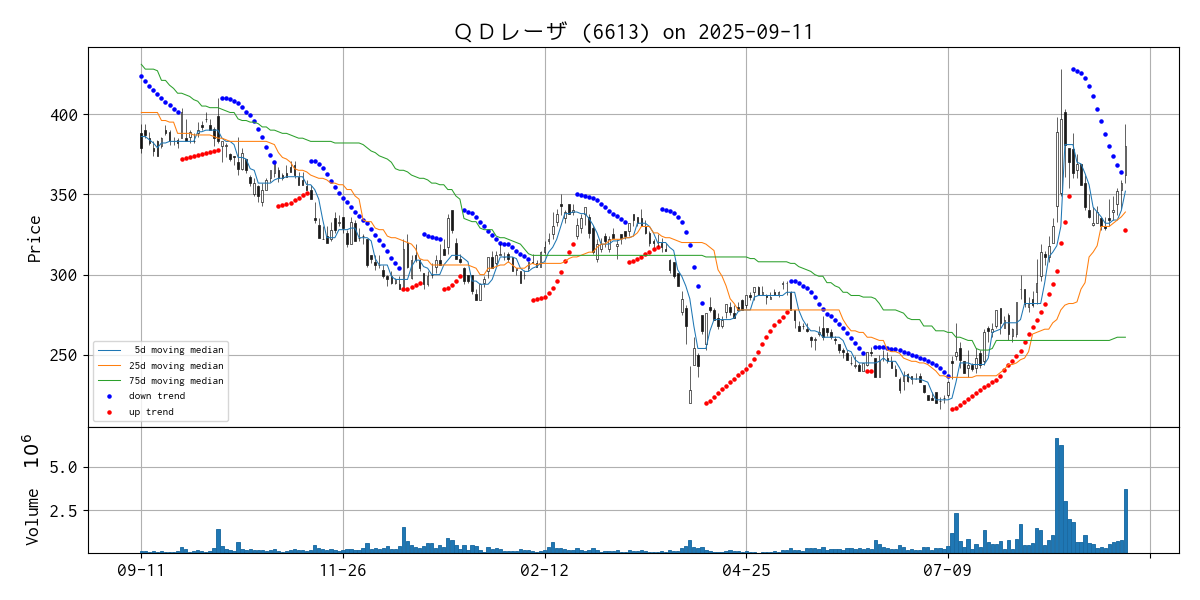 ＱＤレーザ (6613) on 2025-09-11
Price
400
350
300
250
5d moving median
25d moving median
75d moving median
down trend
up trend
Volume 10⁶
5.0
2.5
09-11 11-26 02-12 04-25 07-09